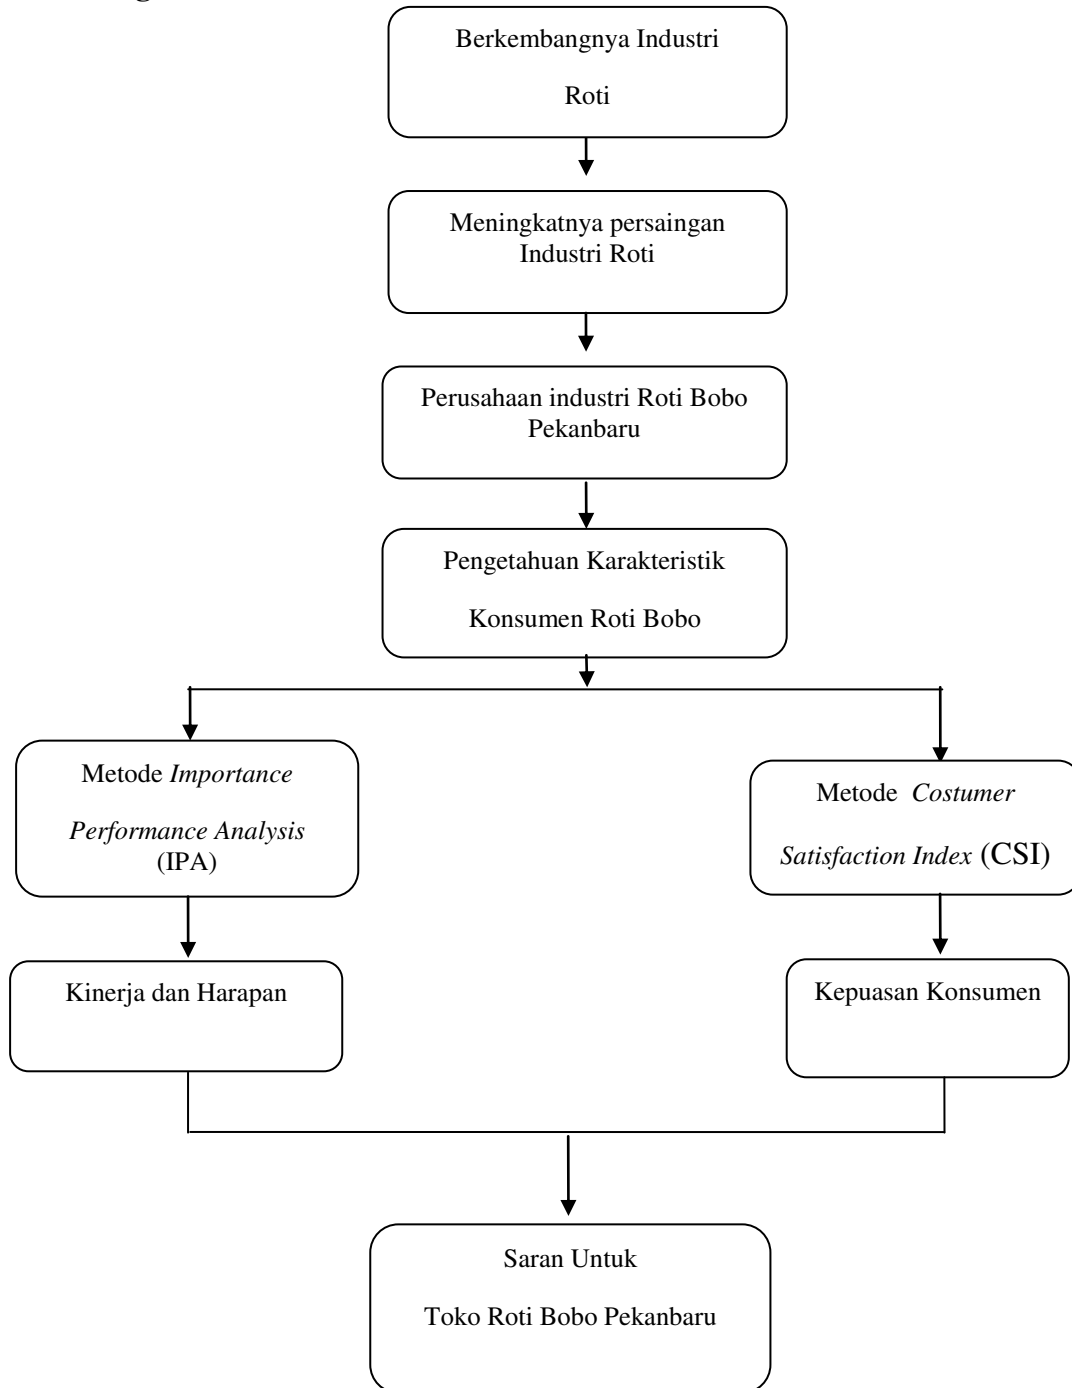 Berkembangnya Industri
Roti
Meningkatnya persaingan
Industri Roti
Perusahaan industri Roti Bobo
Pekanbaru
Pengetahuan Karakteristik
Konsumen Roti Bobo
Metode Importance
Performance Analysis
(IPA)
Metode Costumer
Satisfaction Index (CSI)
Kinerja dan Harapan
Kepuasan Konsumen
Saran Untuk
Toko Roti Bobo Pekanbaru